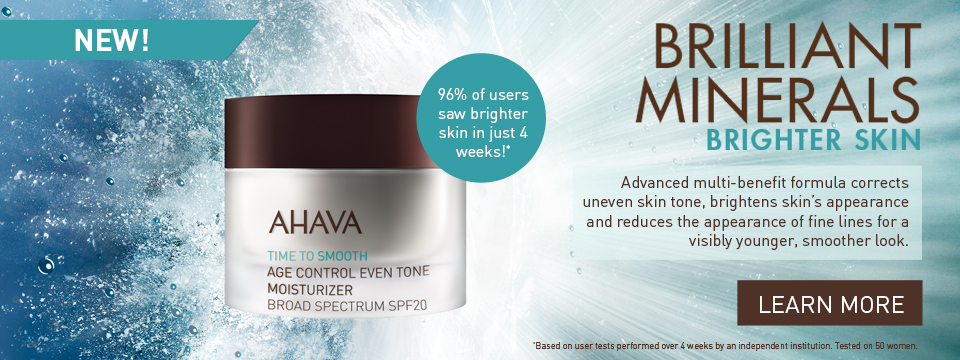 NEW!
BRILLIANT
MINERALS
BRIGHTER SKIN
96% of users
saw brighter
skin in just 4
weeks!*
Advanced multi-benefit formula corrects
uneven skin tone, brightens skin's appearance
and reduces the appearance of fine lines for a
visibly younger, smoother look.
AHAVA
TIME TO SMOOTH
AGE CONTROL EVEN TONE
MOISTURIZER
BROAD SPECTRUM SPF20
LEARN MORE
*Based on user tests performed over 4 weeks by an independent institution. Tested on 50 women.